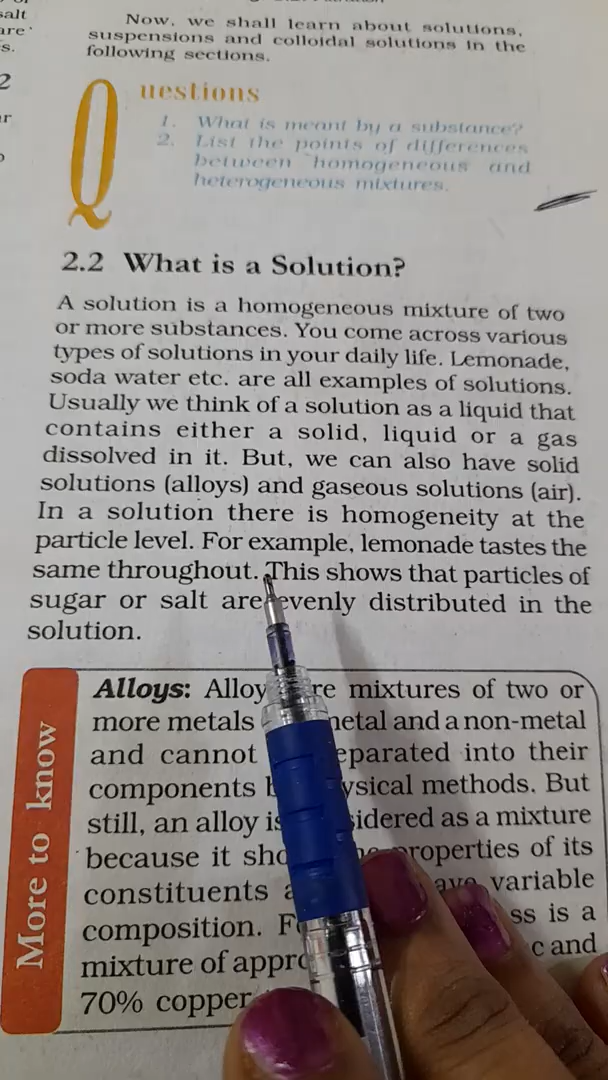 salt
are
s.
2
Now, we shall learn about solutions,
suspensions and colloidal solutions in the
following sections.
Questions
1. What is meant by a substance?
2. List the points of differences
between homogeneous and
heterogeneous mixtures.
2.2 What is a Solution?
A solution is a homogeneous mixture of two
or more substances. You come across various
types of solutions in your daily life. Lemonade,
soda water etc. are all examples of solutions.
Usually we think of a solution as a liquid that
contains either a solid, liquid or a gas
dissolved in it. But, we can also have solid
solutions (alloys) and gaseous solutions (air).
In a solution there is homogeneity at the
particle level. For example, lemonade tastes the
same throughout. This shows that particles of
sugar or salt are evenly distributed in the
solution.
More to know
Alloys: Alloy re mixtures of two or
more metals metal and a non-metal
and cannot eparated into their
components b ysical methods. But
still, an alloy is sidered as a mixture
because it sho properties of its
constituents a ave variable
composition. F ss is a
mixture of appro c and
70% copper